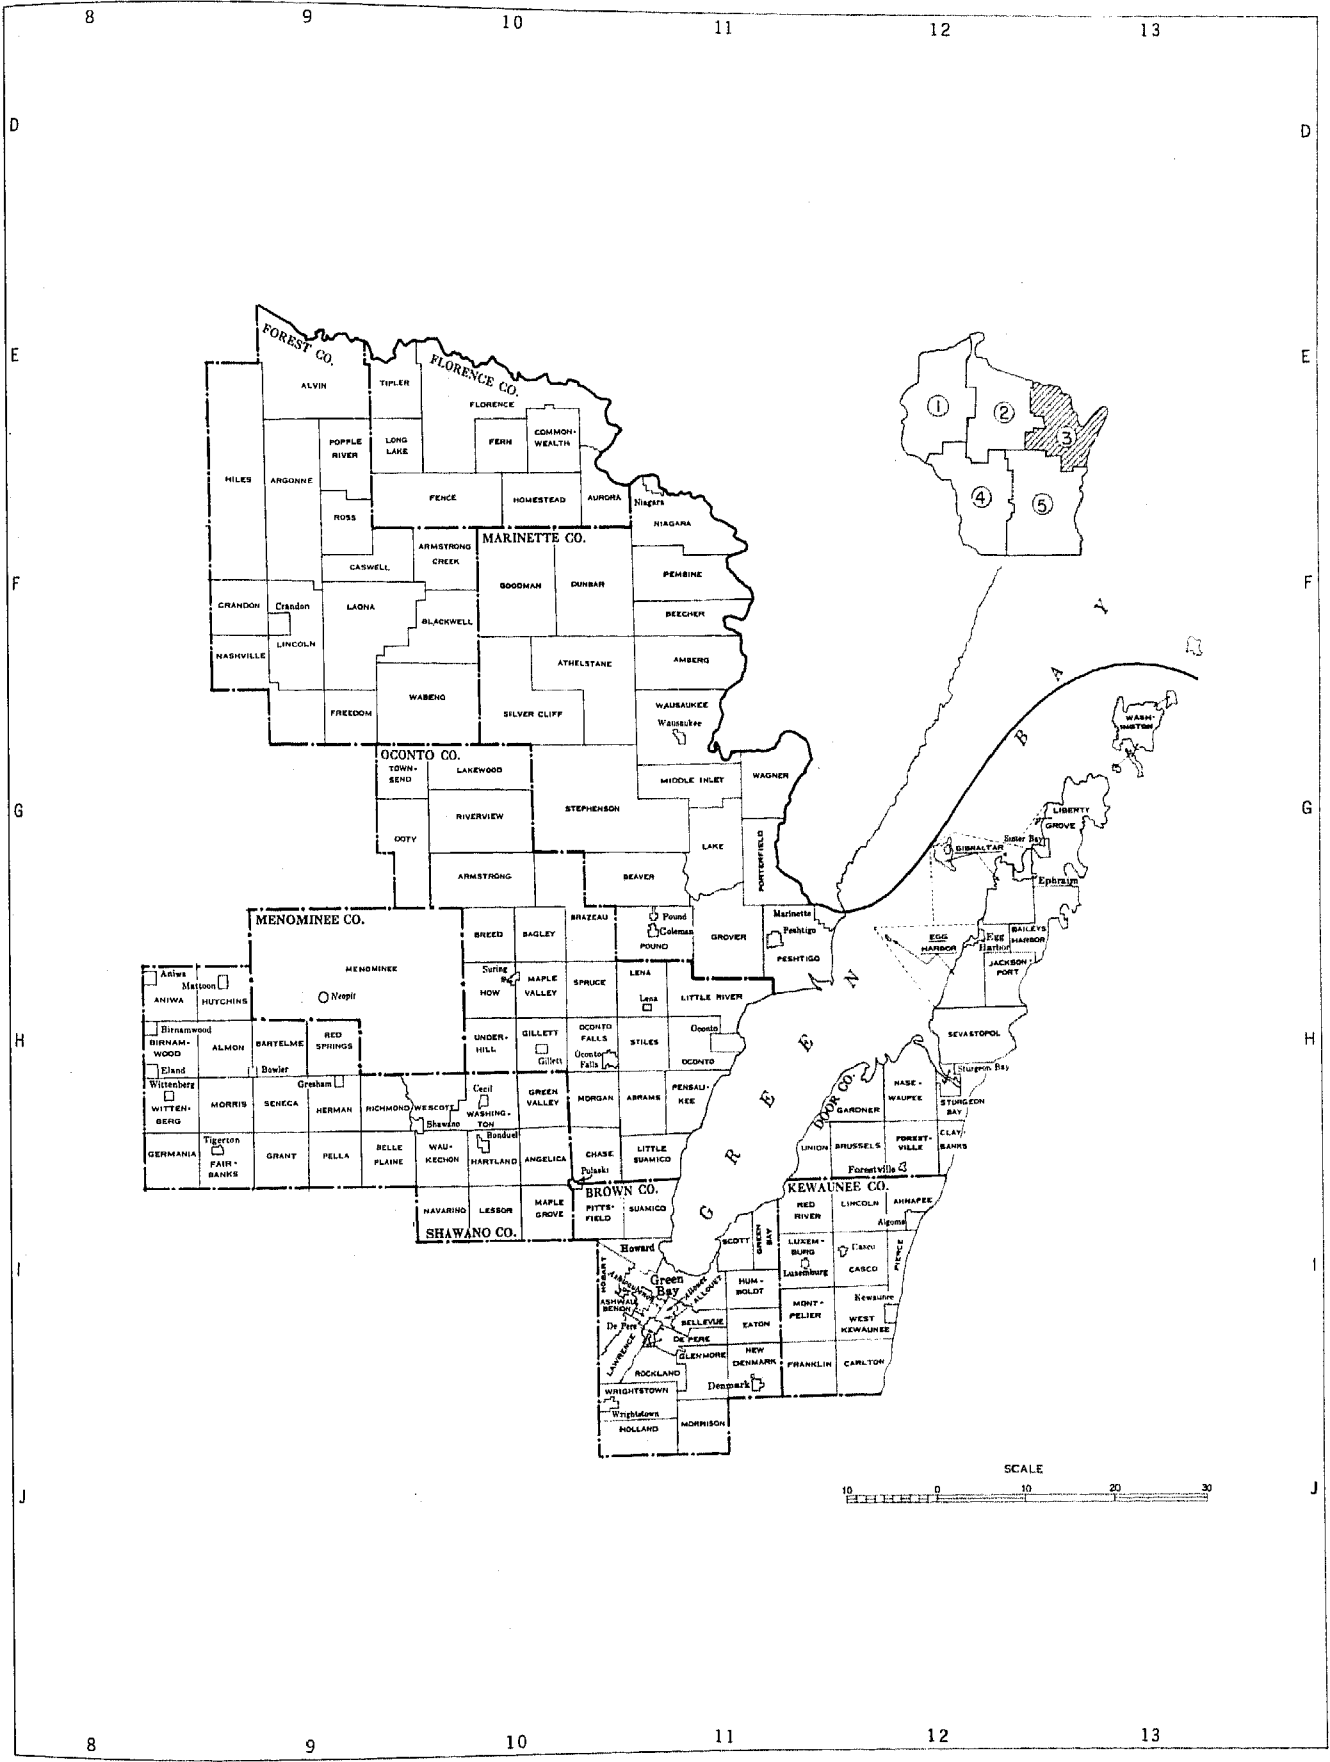 8 9 10 11 12 13
D D
E E
FOREST CO.
FLORENCE CO.
ALVIN
TIPLER
FLORENCE
POPPLE
RIVER
LONG
LAKE
FERN
COMMON-
WEALTH
HILES
ARGONNE
FENCE
HOMESTEAD
AURORA
Niagara
NIAGARA
ROSS
MARINETTE CO.
ARMSTRONG
CREEK
CASWELL
GOODMAN
DUNBAR
PEMBINE
1
2
3
4
5
F F
CRANDON
Crandon
LAONA
BLACKWELL
BEECHER
NASHVILLE
LINCOLN
ATHELSTANE
AMBERG
WABENO
FREEDOM
SILVER CLIFF
WAUSAUKEE
Wausaukee
OCONTO CO.
TOWN-
SEND
LAKEWOOD
MIDDLE INLET
WAGNER
WASH-
INGTON
G G
RIVERVIEW
STEPHENSON
DOTY
LAKE
PORTERFIELD
LIBERTY
GROVE
Sister Bay
GIBRALTAR
Ephraim
ARMSTRONG
BEAVER
MENOMINEE CO.
BRAZEAU
Pound
Coleman
POUND
Marinette
Peshtigo
PESHTIGO
BREED
BAGLEY
GROVER
EGG
HARBOR
Egg
Harbor
BAILEYS
HARBOR
JACKSON-
PORT
MENOMINEE
Neopit
Suring
HOW
MAPLE
VALLEY
SPRUCE
LENA
Lena
LITTLE RIVER
Aniwa
Mattoon
ANIWA
HUTCHINS
H H
Birnamwood
BIRNAM-
WOOD
ALMON
BARTELME
RED
SPRINGS
UNDER-
HILL
GILLETT
Gillett
OCONTO
FALLS
Oconto
Falls
STILES
Oconto
OCONTO
SEVASTOPOL
Sturgeon Bay
STURGEON
BAY
Eland
Bowler
Gresham
Wittenberg
WITTEN-
BERG
MORRIS
SENECA
HERMAN
RICHMOND
WESCOTT
Shawano
Cecil
WASHING-
TON
GREEN
VALLEY
MORGAN
ABRAMS
PENSAU-
KEE
DOOR CO.
GARDNER
NASE-
WAUPEE
GERMANIA
Tigerton
FAIR-
BANKS
GRANT
PELLA
BELLE
PLAINE
WAU-
KECHON
Bonduel
HARTLAND
ANGELICA
CHASE
Pulaski
LITTLE
SUAMICO
UNION
BRUSSELS
FOREST-
VILLE
Forestville
CLAY-
BANKS
GREEN BAY
NAVARINO
LESSOR
MAPLE
GROVE
SHAWANO CO.
BROWN CO.
PITTS-
FIELD
SUAMICO
KEWAUNEE CO.
RED
RIVER
LINCOLN
AHNAPEE
Algoma
I I
Howard
HOBART
Green
Bay
SCOTT
GREEN
BAY
LUXEM-
BURG
Luxemburg
Casco
CASCO
PIERCE
Ashwaubenon
ASHWAU-
BENON
Allouez
ALLOUEZ
HUM-
BOLDT
MONT-
PELIER
Kewaunee
WEST
KEWAUNEE
De Pere
BELLEVUE
EATON
DE PERE
LAWRENCE
GLENMORE
NEW
DENMARK
FRANKLIN
CARLTON
ROCKLAND
Denmark
WRIGHTSTOWN
Wrightstown
HOLLAND
MORRISON
SCALE
10 0 10 20 30
J J
8 9 10 11 12 13